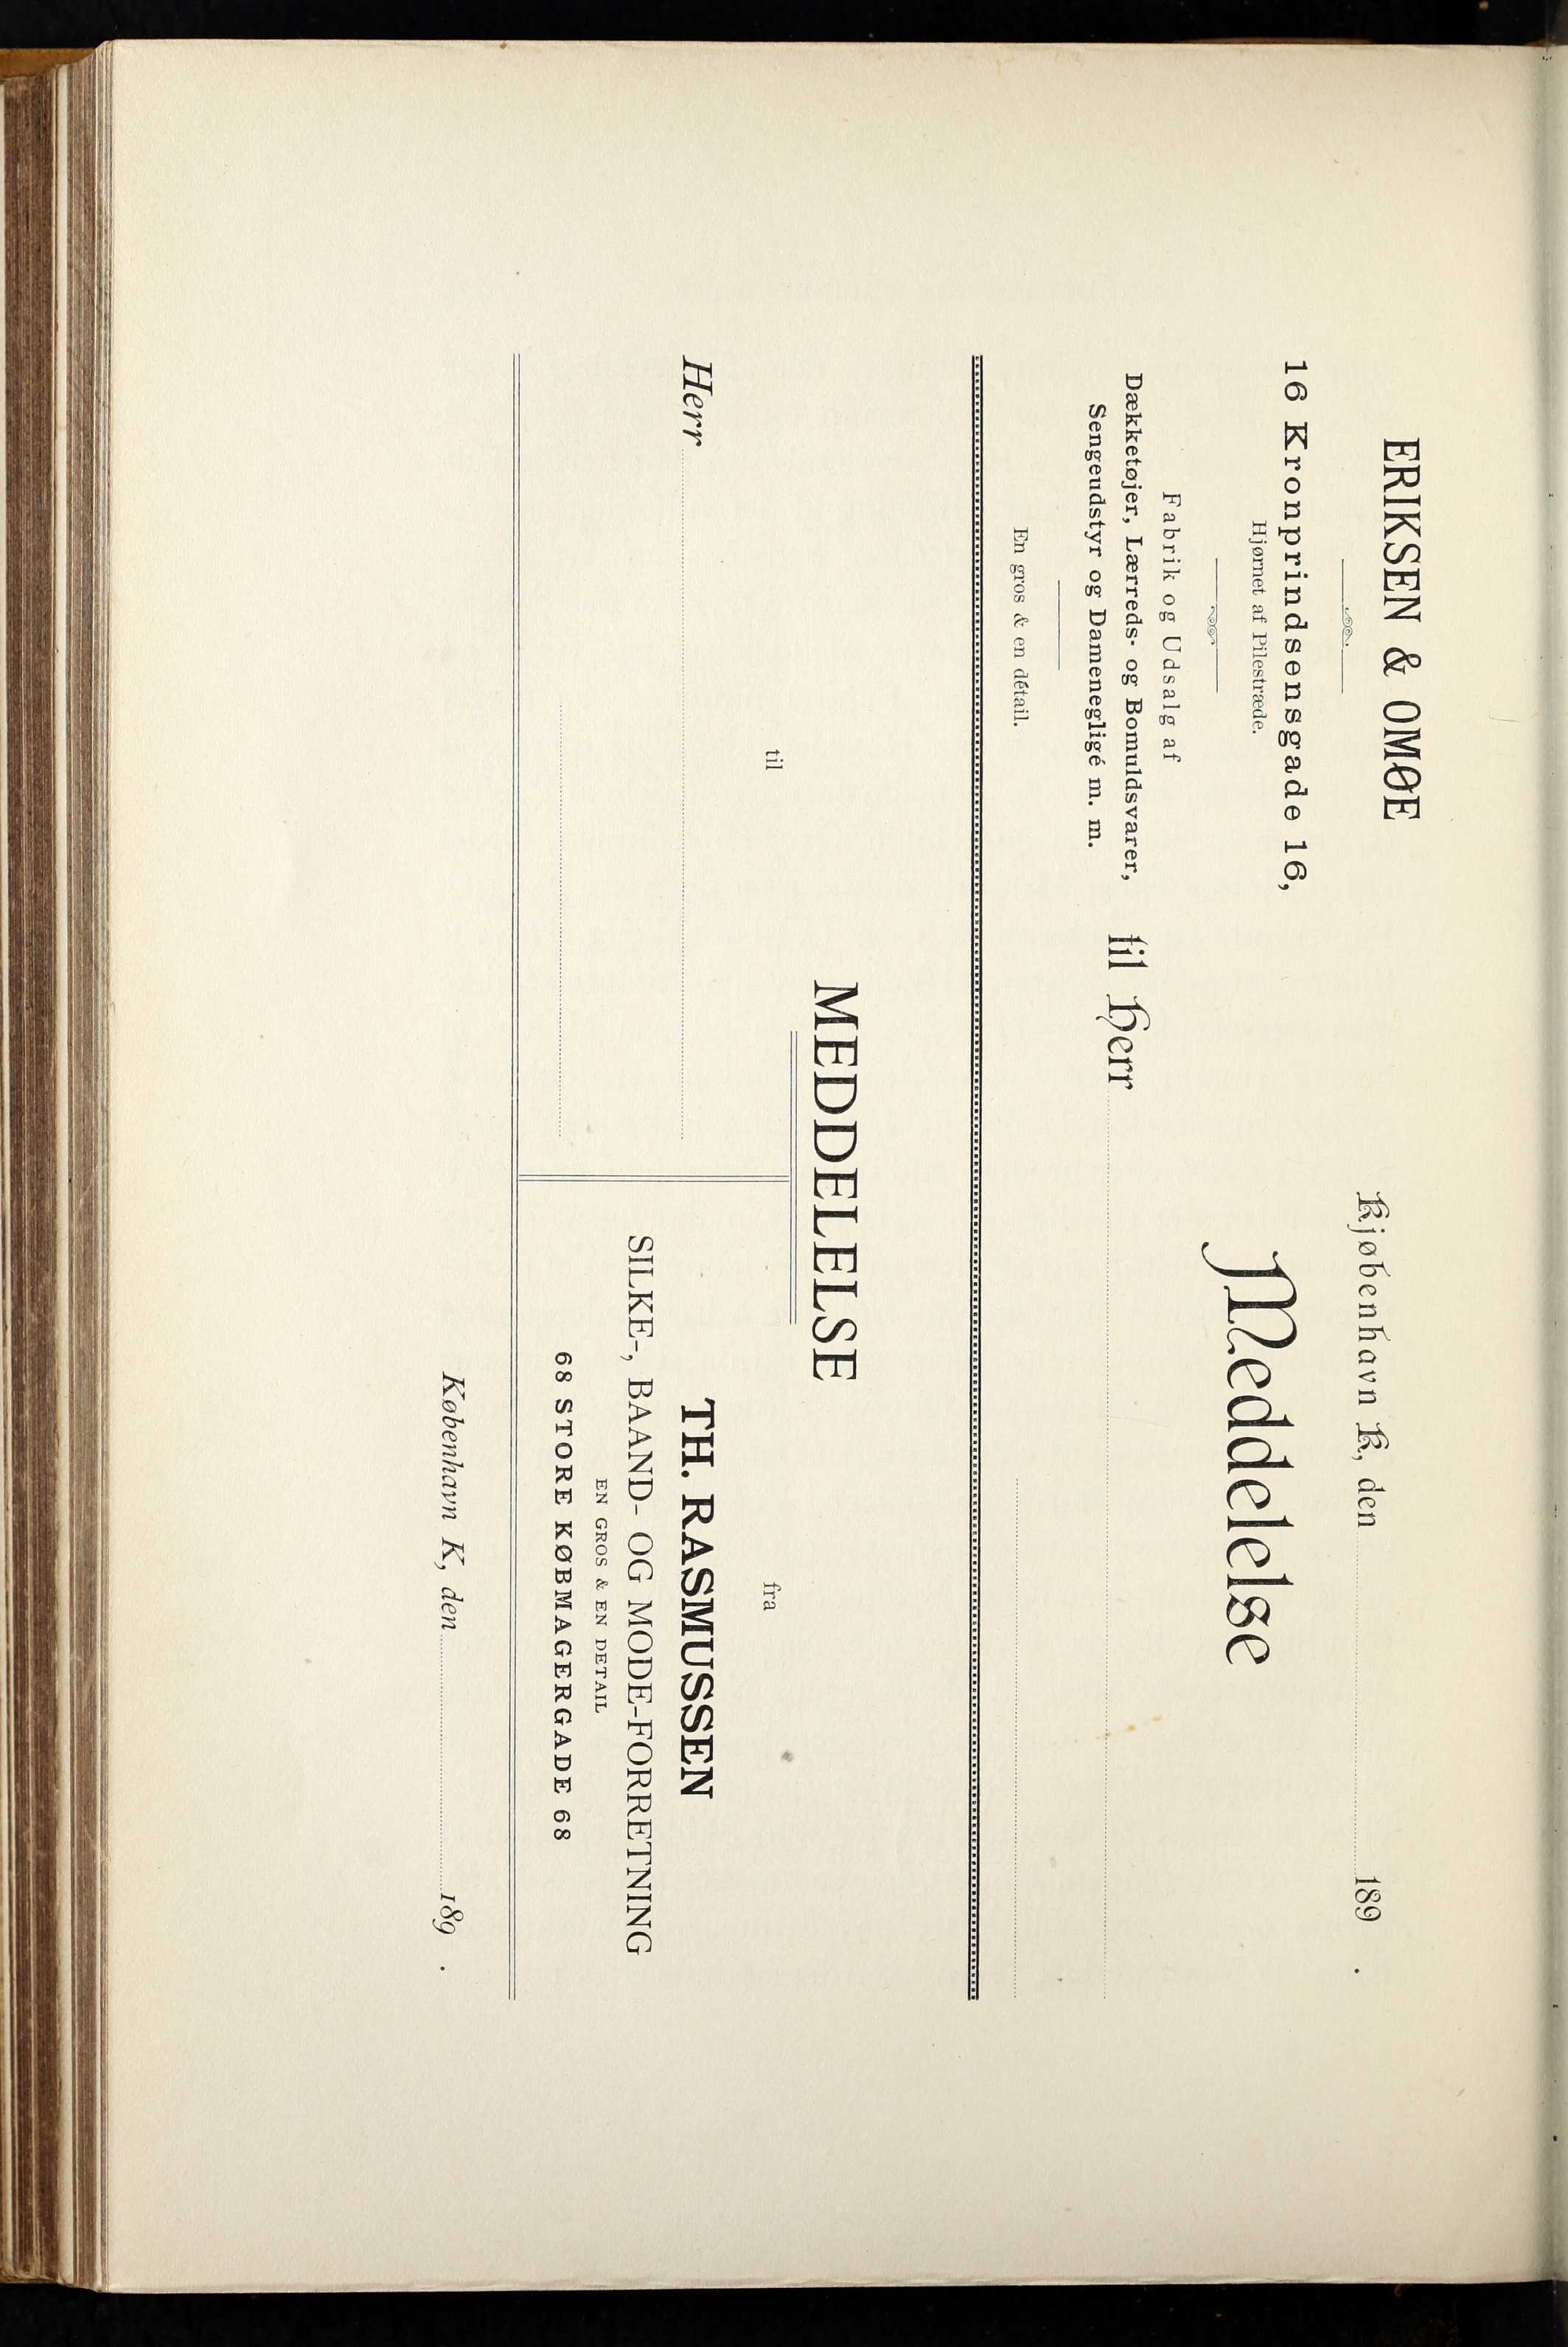 ERIKSEN & OMØE
16 Kronprindsensgade 16,
Hjørnet af Pilestræde.
Fabrik og Udsalg af
Dækketøjer, Lærreds- og Bomuldsvarer,
Sengeudstyr og Dameneglige&#769; m. m.
En gros & en détail.
Kjøbenhavn K, den 189 .
Meddelelse
til Herr
MEDDELELSE
til
Herr
fra
TH. RASMUSSEN
SILKE-, BAAND- OG MODE-FORRETNING
EN GROS & EN DETAIL
68 STORE KØBMAGERGADE 68
København K, den 189 .